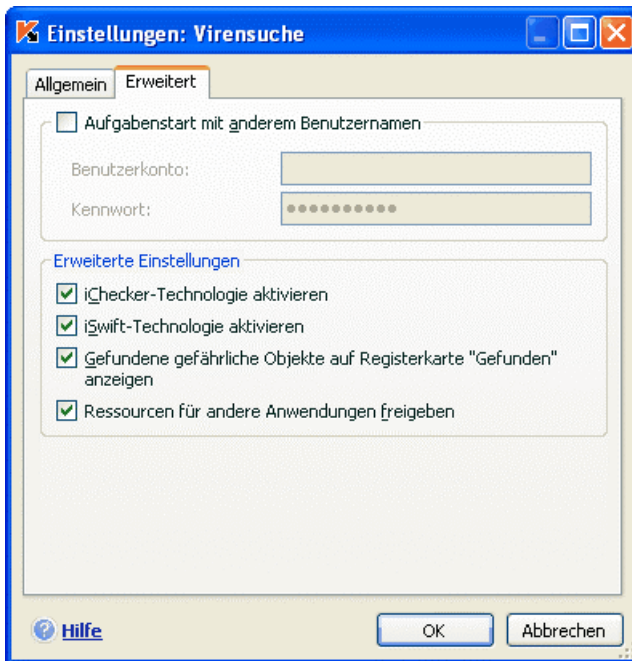 Einstellungen: Virensuche
Allgemein
Erweitert
Aufgabenstart mit anderem Benutzernamen
Benutzerkonto:
Kennwort:
●●●●●●●●●●
Erweiterte Einstellungen
iChecker-Technologie aktivieren
iSwift-Technologie aktivieren
Gefundene gefährliche Objekte auf Registerkarte "Gefunden"
anzeigen
Ressourcen für andere Anwendungen freigeben
Hilfe
OK
Abbrechen